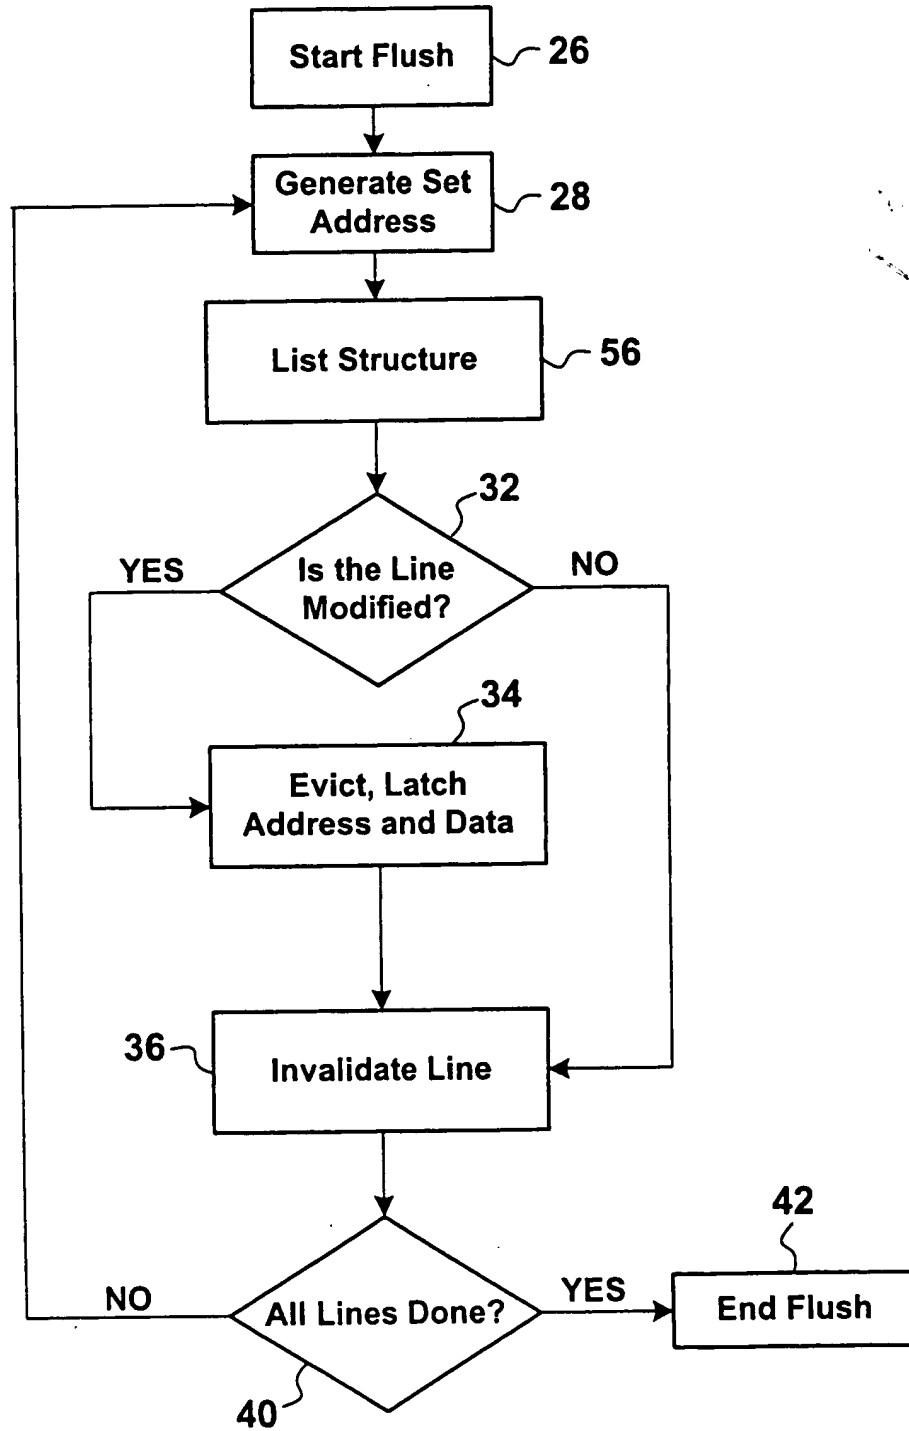 Start Flush
26
Generate Set
Address
28
List Structure
56
32
Is the Line
Modified?
YES
NO
34
Evict, Latch
Address and Data
36
Invalidate Line
42
All Lines Done?
NO
YES
End Flush
40